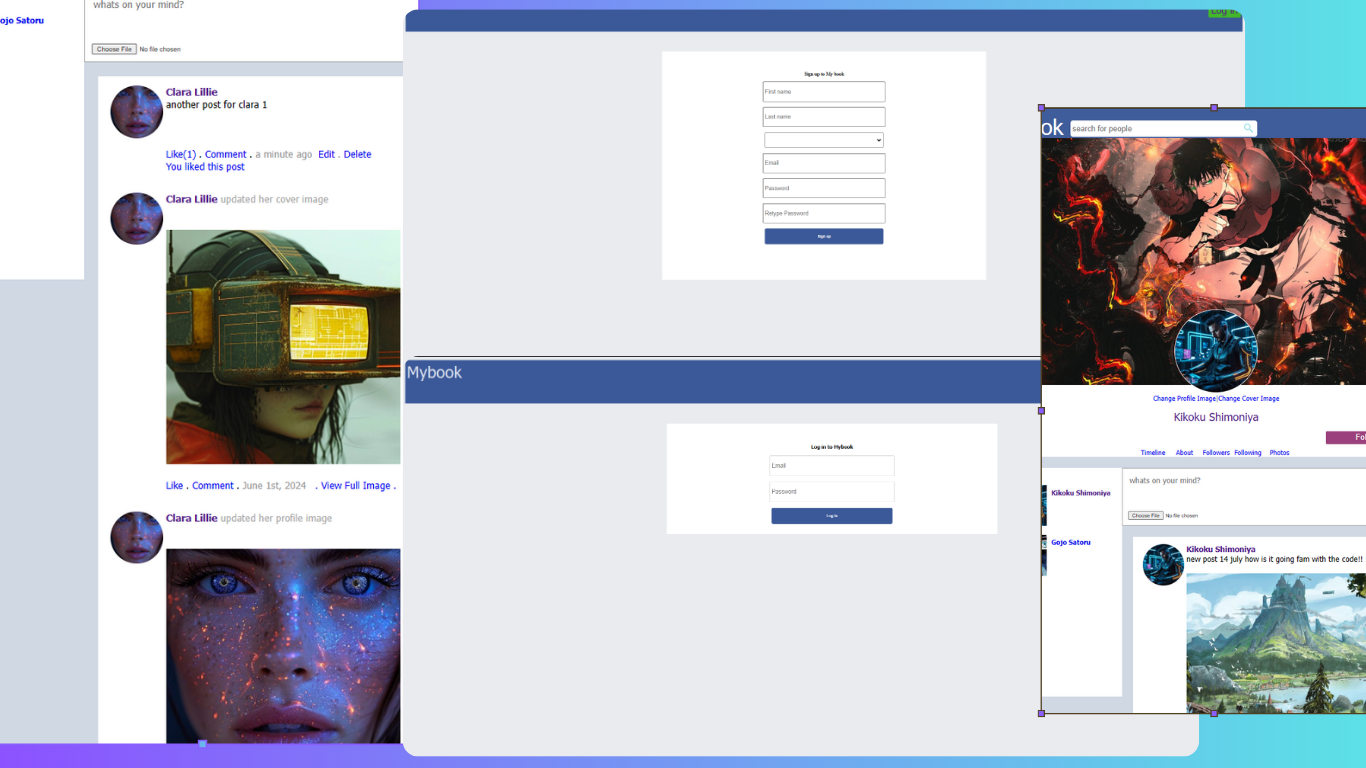 whats on your mind?
ojo Satoru
Choose File No file chosen
Clara Lillie
another post for clara 1
Like(1) . Comment . a minute ago Edit . Delete
You liked this post
Clara Lillie updated her cover image
Like . Comment . June 1st, 2024 . View Full Image .
Clara Lillie updated her profile image
Log in
Sign up to My book
First name
Last name
Email
Password
Retype Password
Sign up
Mybook
Log in to Mybook
Email
Password
Log in
ok search for people
Change Profile Image|Change Cover Image
Kikoku Shimoniya
Fol
Timeline About Followers Following Photos
Kikoku Shimoniya
Gojo Satoru
whats on your mind?
Choose File No file chosen
Kikoku Shimoniya
new post 14 july how is it going fam with the code!!